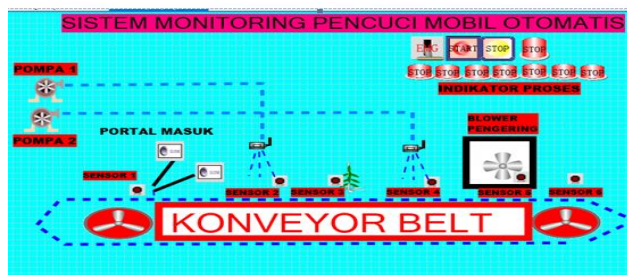 SISTEM MONITORING PENCUCI MOBIL OTOMATIS
START STOP STOP
STOP STOP STOP STOP STOP STOP STOP
INDIKATOR PROSES
POMPA 1
POMPA 2
PORTAL MASUK
BLOWER
PENGERING
SENSOR 1
SENSOR 2
SENSOR 3
SENSOR 4
SENSOR 5
SENSOR 6
KONVEYOR BELT